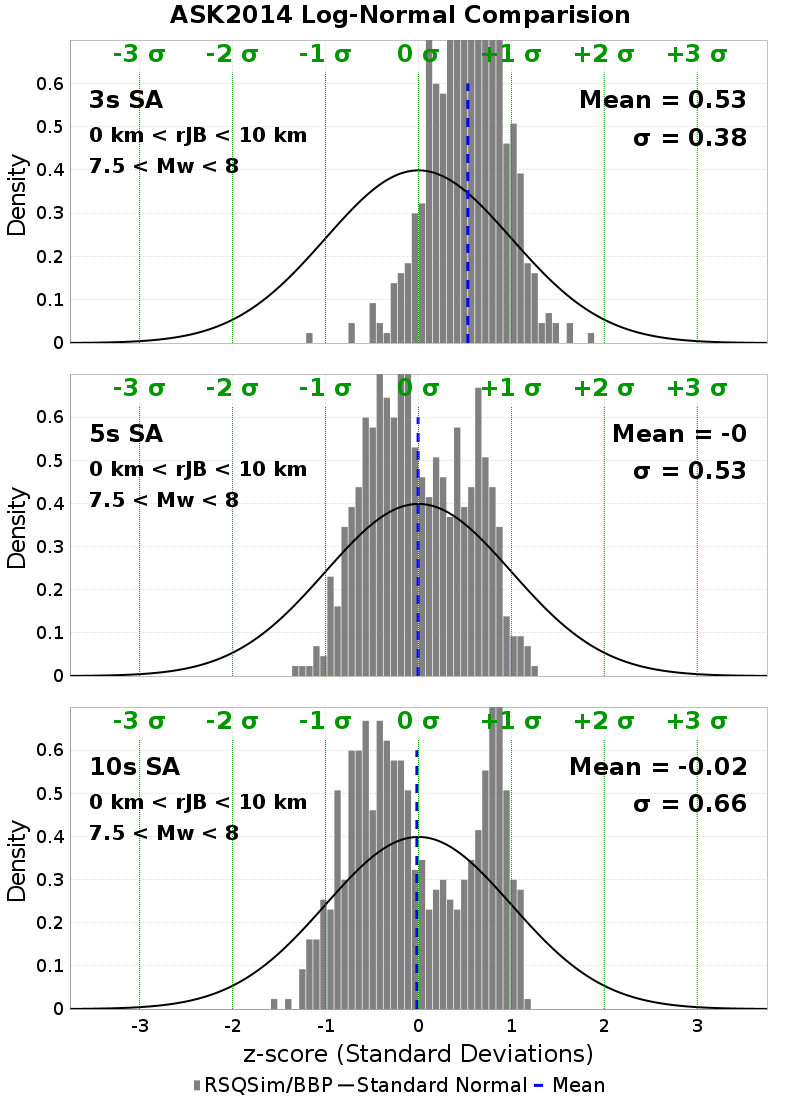 ASK2014 Log-Normal Comparision
-3 σ -2 σ -1 σ 0 σ +1 σ +2 σ +3 σ
3s SA
0 km < rJB < 10 km
7.5 < Mw < 8
Mean = 0.53
σ = 0.38
Density
0.6
0.5
0.4
0.3
0.2
0.1
0
-3 σ -2 σ -1 σ 0 σ +1 σ +2 σ +3 σ
5s SA
0 km < rJB < 10 km
7.5 < Mw < 8
Mean = -0
σ = 0.53
Density
0.6
0.5
0.4
0.3
0.2
0.1
0
-3 σ -2 σ -1 σ 0 σ +1 σ +2 σ +3 σ
10s SA
0 km < rJB < 10 km
7.5 < Mw < 8
Mean = -0.02
σ = 0.66
Density
0.6
0.5
0.4
0.3
0.2
0.1
0
-3 -2 -1 0 1 2 3
z-score (Standard Deviations)
RSQSim/BBP Standard Normal Mean